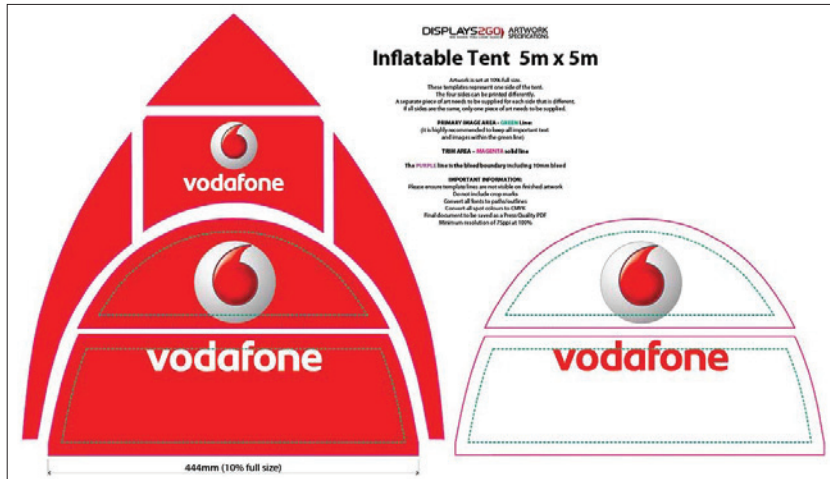 DISPLAYS2GO ARTWORK
SPECIFICATIONS
Inflatable Tent 5m x 5m
Artwork is set at 10% full size.
These templates represent one side of the tent.
The four sides can be printed differently.
A separate piece of art needs to be supplied for each side that is different.
If all sides are the same, only one piece of art needs to be supplied.
PRIMARY IMAGE AREA - GREEN Line:
(it is highly recommended to keep all important text
and images within the green line)
TRIM AREA - MAGENTA solid line
The PURPLE line is the bleed boundary including 10mm bleed
IMPORTANT INFORMATION:
Please ensure template lines are not visible on finished artwork
Do not include crop marks
Convert all fonts to paths/outlines
Convert all spot colours to CMYK
Final document to be saved as a Press Quality PDF
Minimum resolution of 75ppi at 100%
vodafone
vodafone
vodafone
444mm (10% full size)